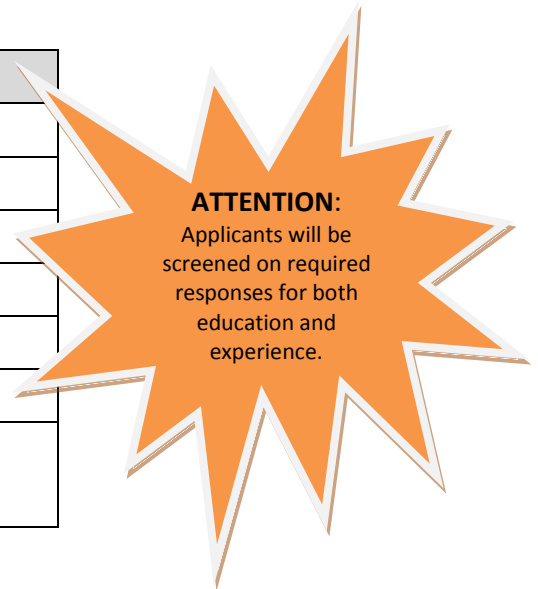 ATTENTION:
Applicants will be
screened on required
responses for both
education and
experience.